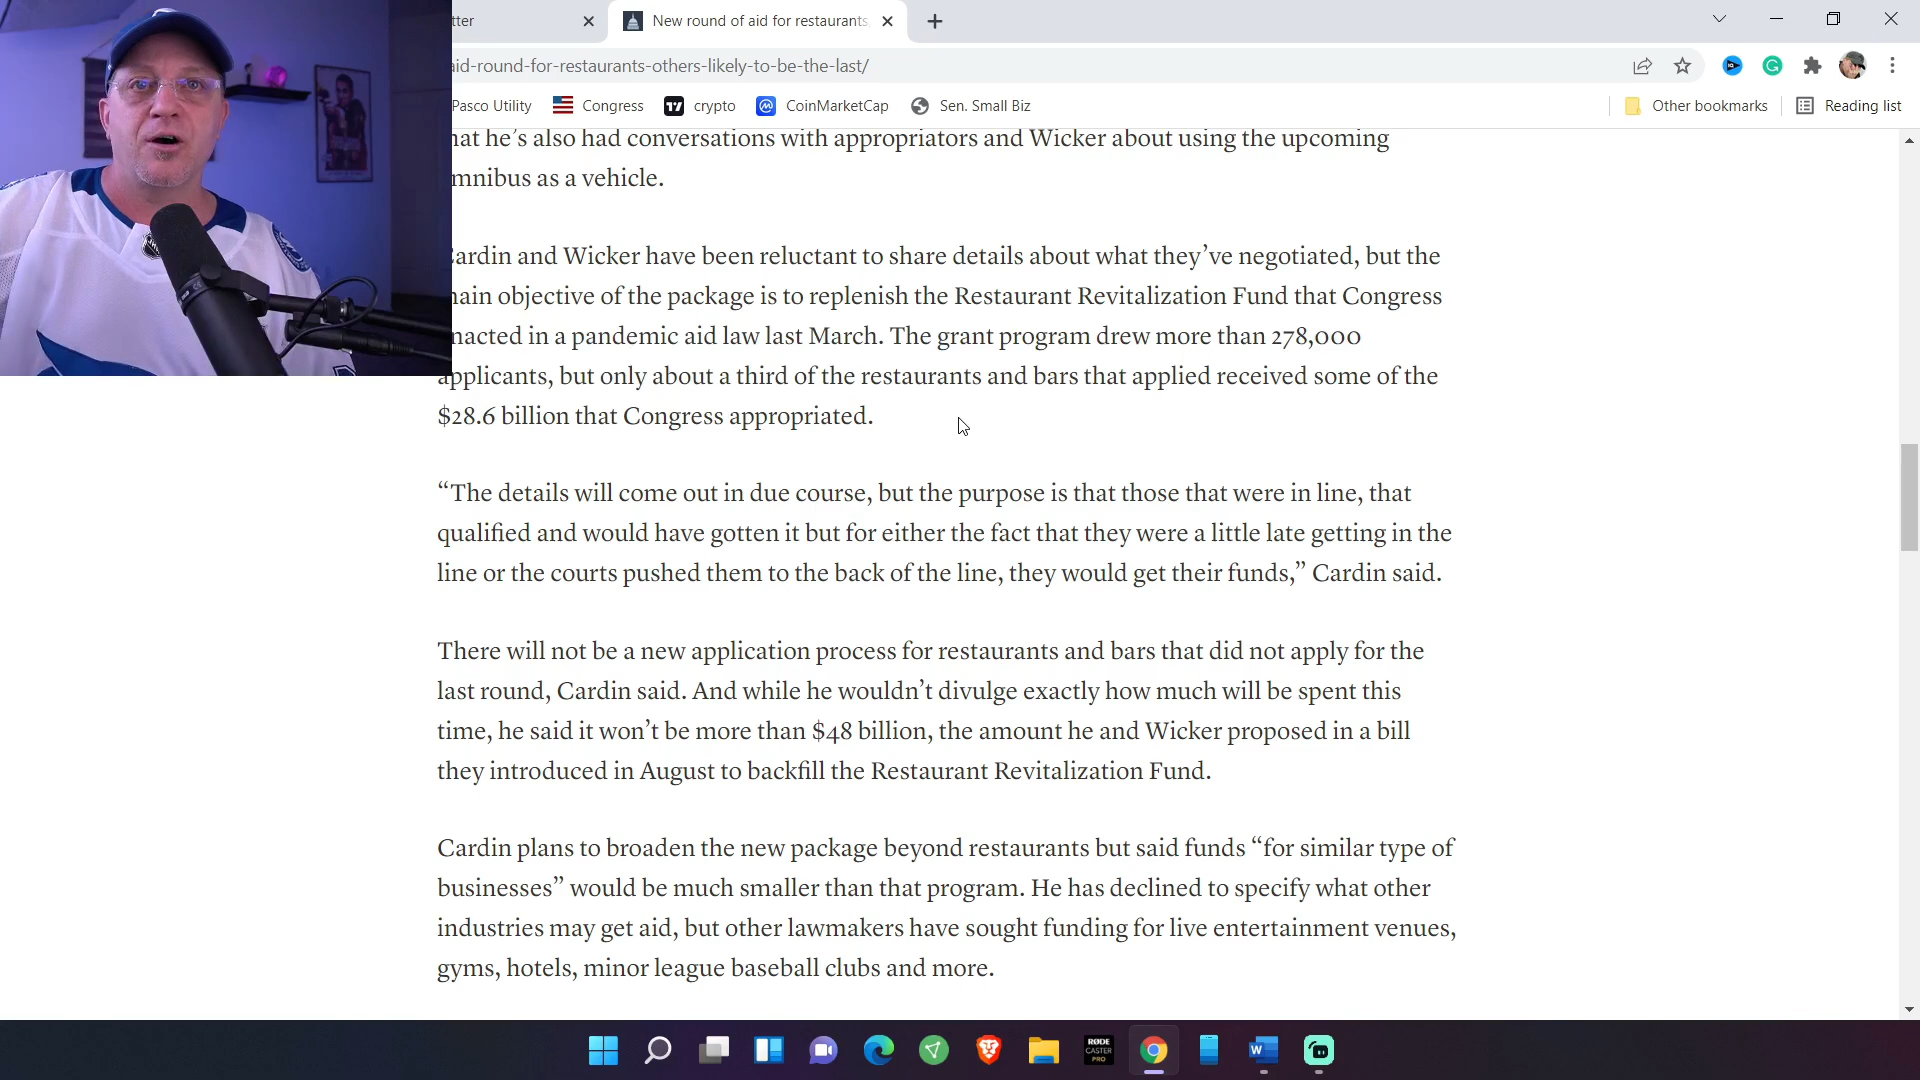 tter
New round of aid for restaurants
aid-round-for-restaurants-others-likely-to-be-the-last/
Pasco Utility
Congress
crypto
CoinMarketCap
Sen. Small Biz
Other bookmarks
Reading list
hat he’s also had conversations with appropriators and Wicker about using the upcoming
mnibus as a vehicle.
Cardin and Wicker have been reluctant to share details about what they’ve negotiated, but the
main objective of the package is to replenish the Restaurant Revitalization Fund that Congress
nacted in a pandemic aid law last March. The grant program drew more than 278,000
applicants, but only about a third of the restaurants and bars that applied received some of the
$28.6 billion that Congress appropriated.
“The details will come out in due course, but the purpose is that those that were in line, that
qualified and would have gotten it but for either the fact that they were a little late getting in the
line or the courts pushed them to the back of the line, they would get their funds,” Cardin said.
There will not be a new application process for restaurants and bars that did not apply for the
last round, Cardin said. And while he wouldn’t divulge exactly how much will be spent this
time, he said it won’t be more than $48 billion, the amount he and Wicker proposed in a bill
they introduced in August to backfill the Restaurant Revitalization Fund.
Cardin plans to broaden the new package beyond restaurants but said funds “for similar type of
businesses” would be much smaller than that program. He has declined to specify what other
industries may get aid, but other lawmakers have sought funding for live entertainment venues,
gyms, hotels, minor league baseball clubs and more.
RØDE
CASTER
PRO